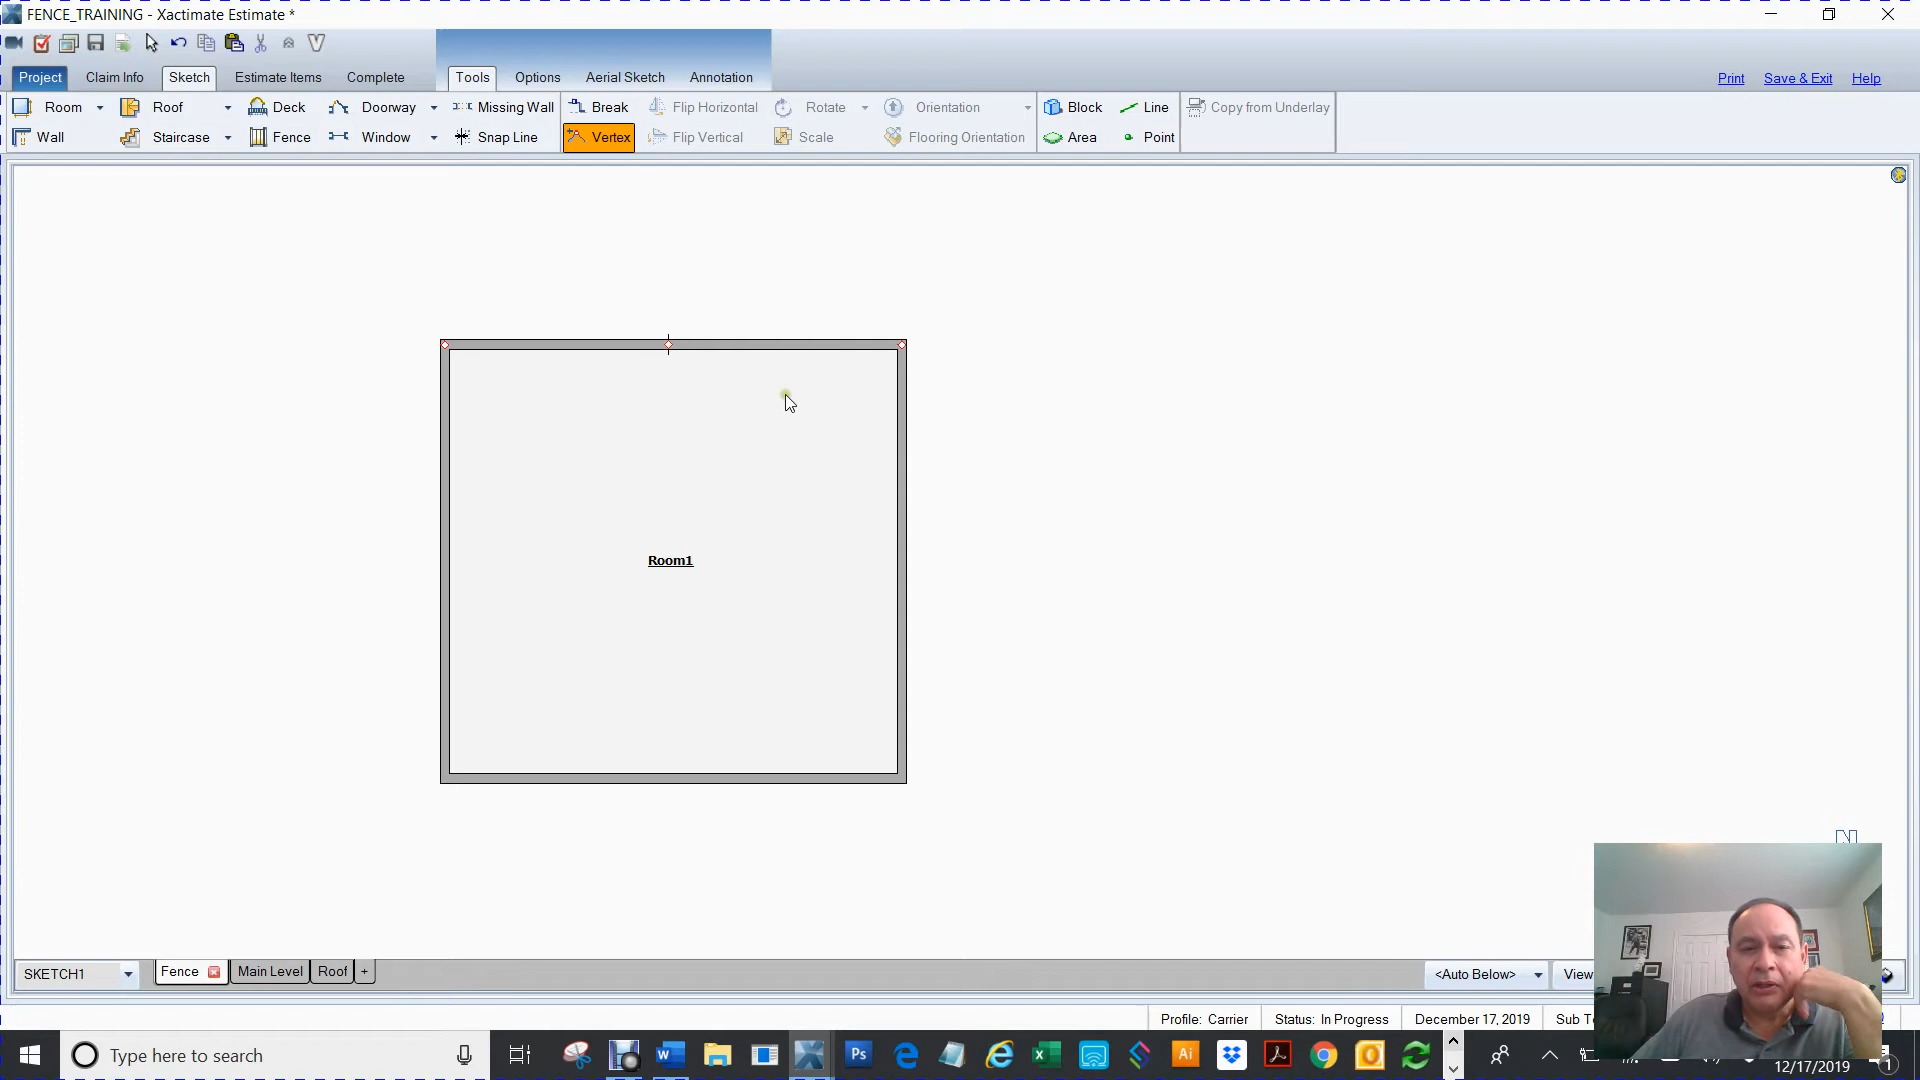 FENCE_TRAINING - Xactimate Estimate *
Project Claim Info Sketch Estimate Items Complete Tools Options Aerial Sketch Annotation Print Save & Exit Help
Room Roof Deck Doorway Missing Wall Break Flip Horizontal Rotate Orientation Block Line Copy from Underlay
Wall Staircase Fence Window Snap Line Vertex Flip Vertical Scale Flooring Orientation Area Point
Room1
N
SKETCH1 Fence Main Level Roof + <Auto Below> View
Profile: Carrier Status: In Progress December 17, 2019
Type here to search
12/17/2019 1